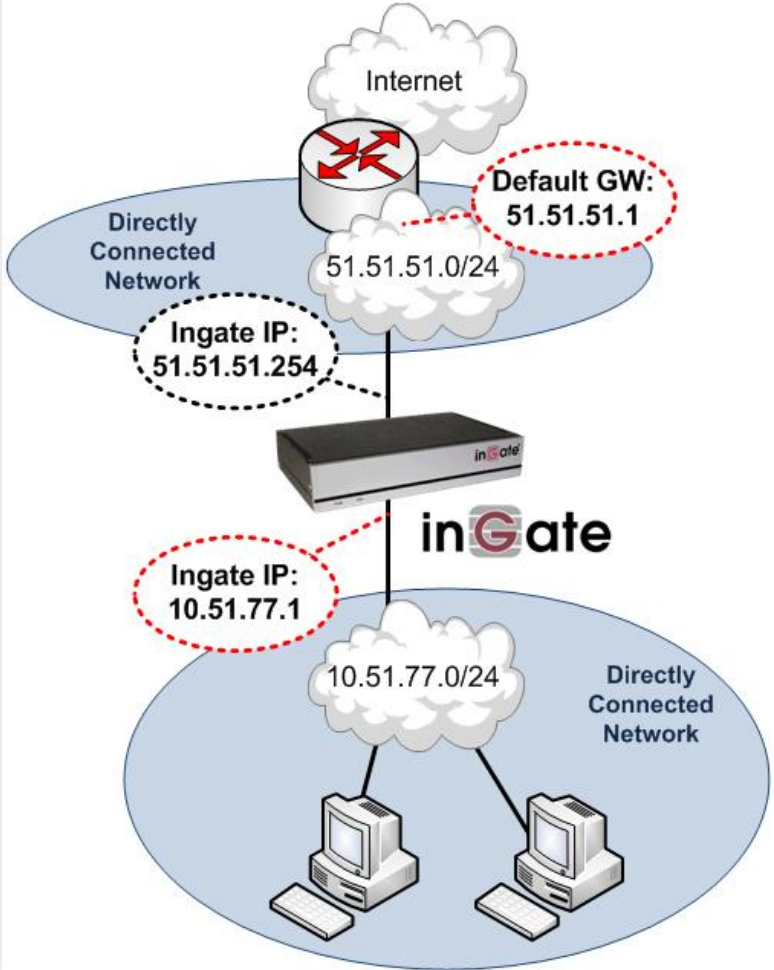 Internet
Default GW:
51.51.51.1
Directly
Connected
Network
51.51.51.0/24
Ingate IP:
51.51.51.254
inGate
inGate
Ingate IP:
10.51.77.1
10.51.77.0/24
Directly
Connected
Network